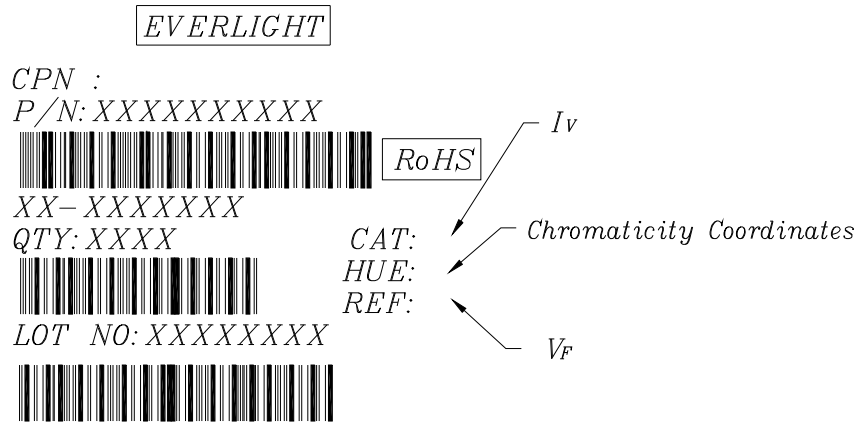 EVERLIGHT
CPN :
P/N: XXXXXXXXXX
RoHS
XX-XXXXXXX
QTY: XXXX
LOT NO: XXXXXXXX
CAT:
HUE:
REF:
Iv
Chromaticity Coordinates
VF